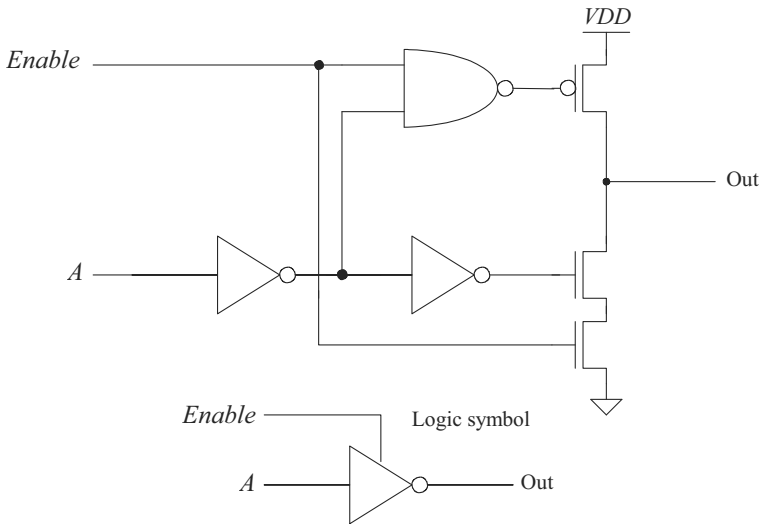 VDD
Enable
Out
A
Enable
Logic symbol
A
Out